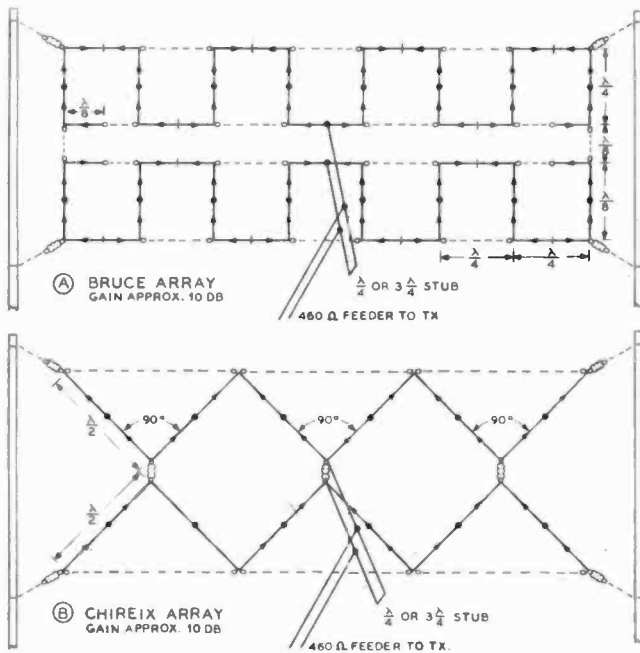 λ/8
λ/4
λ/8
λ/8
λ/4
λ/4
Ⓐ BRUCE ARRAY
GAIN APPROX. 10 DB
λ/4 OR 3 λ/4 STUB
460 Ω FEEDER TO TX
λ/2
90°
90°
90°
λ/2
Ⓑ CHIREIX ARRAY
GAIN APPROX. 10 DB
λ/4 OR 3 λ/4 STUB
460 Ω FEEDER TO TX.